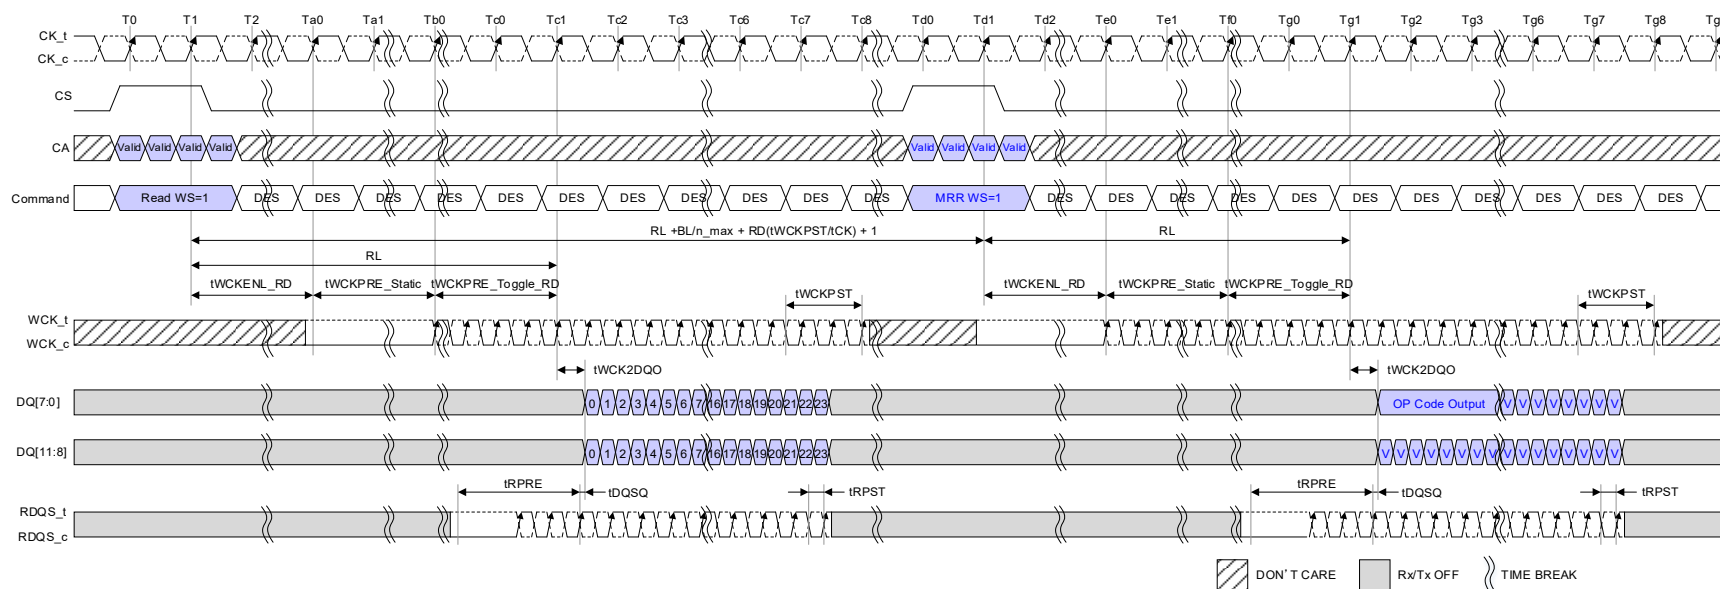 T0 T1 T2 Ta0 Ta1 Tb0 Tc0 Tc1 Tc2 Tc3 Tc6 Tc7 Tc8 Td0 Td1 Td2 Te0 Te1 Tf0 Tg0 Tg1 Tg2 Tg3 Tg6 Tg7 Tg8
CK_t
CK_c
CS
CA Valid Valid Valid Valid Valid Valid Valid Valid
Command Read WS=1 DES DES DES DES DES DES DES DES DES DES DES MRR WS=1 DES DES DES DES DES DES DES DES DES DES DES
RL +BL/n_max + RD(tWCKPST/tCK) + 1 RL
RL
tWCKENL_RD tWCKPRE_Static tWCKPRE_Toggle_RD tWCKPST tWCKENL_RD tWCKPRE_Static tWCKPRE_Toggle_RD tWCKPST
WCK_t
WCK_c
tWCK2DQO tWCK2DQO
DQ[7:0] 0 1 2 3 4 5 6 7 16 17 18 19 20 21 22 23 OP Code Output V V V V V V V V
DQ[11:8] 0 1 2 3 4 5 6 7 16 17 18 19 20 21 22 23 V V V V V V V V V V V V V V V V
tRPRE tDQSQ tRPST tRPRE tDQSQ tRPST
RDQS_t
RDQS_c
DON'T CARE Rx/Tx OFF TIME BREAK